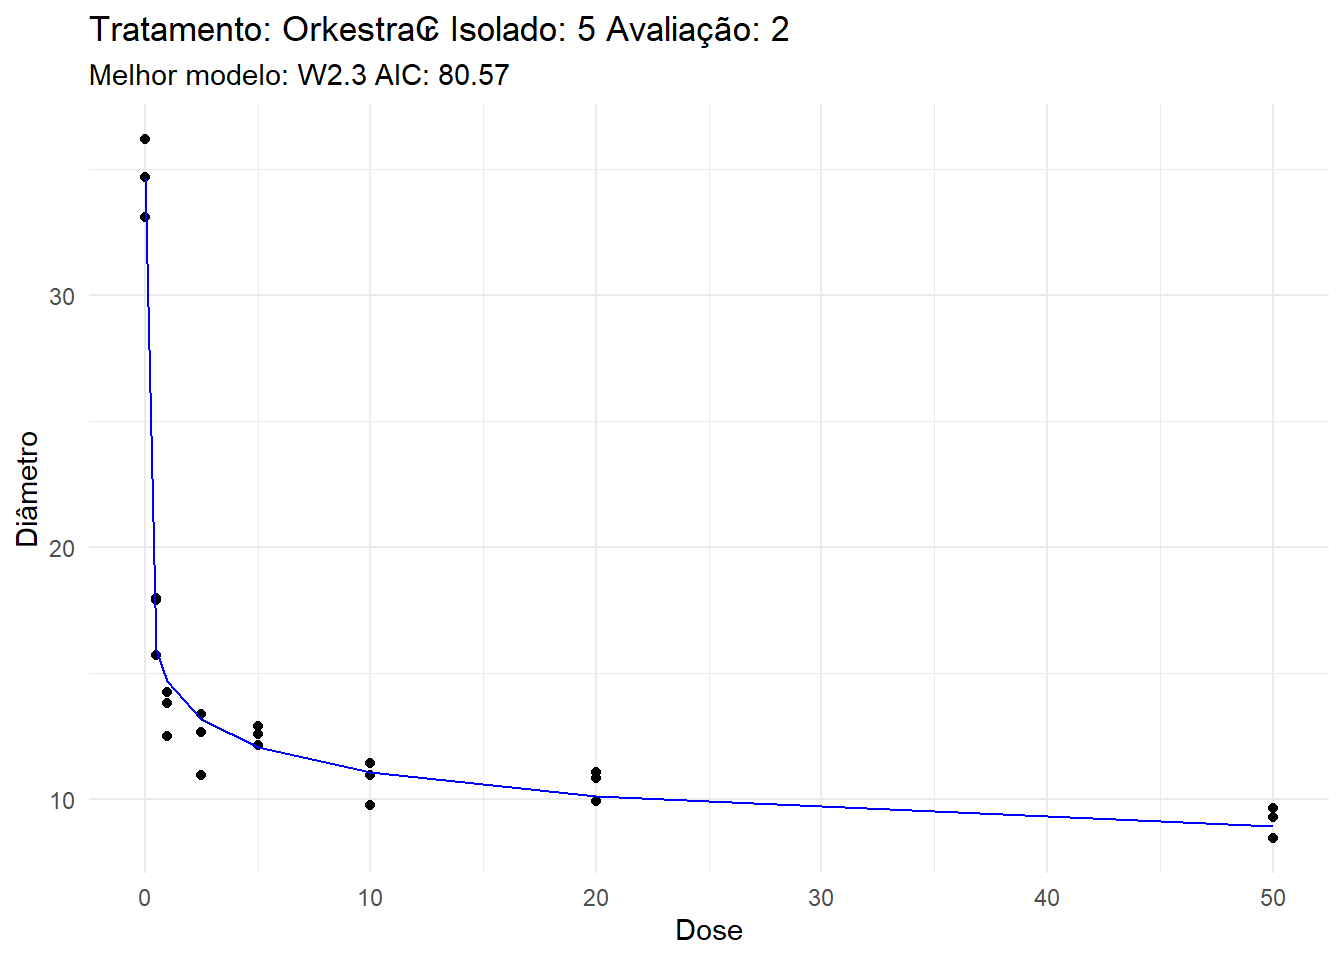 Tratamento: Orkestra₢ Isolado: 5 Avaliação: 2
Melhor modelo: W2.3 AIC: 80.57
30
20
10
Diâmetro
0 10 20 30 40 50
Dose